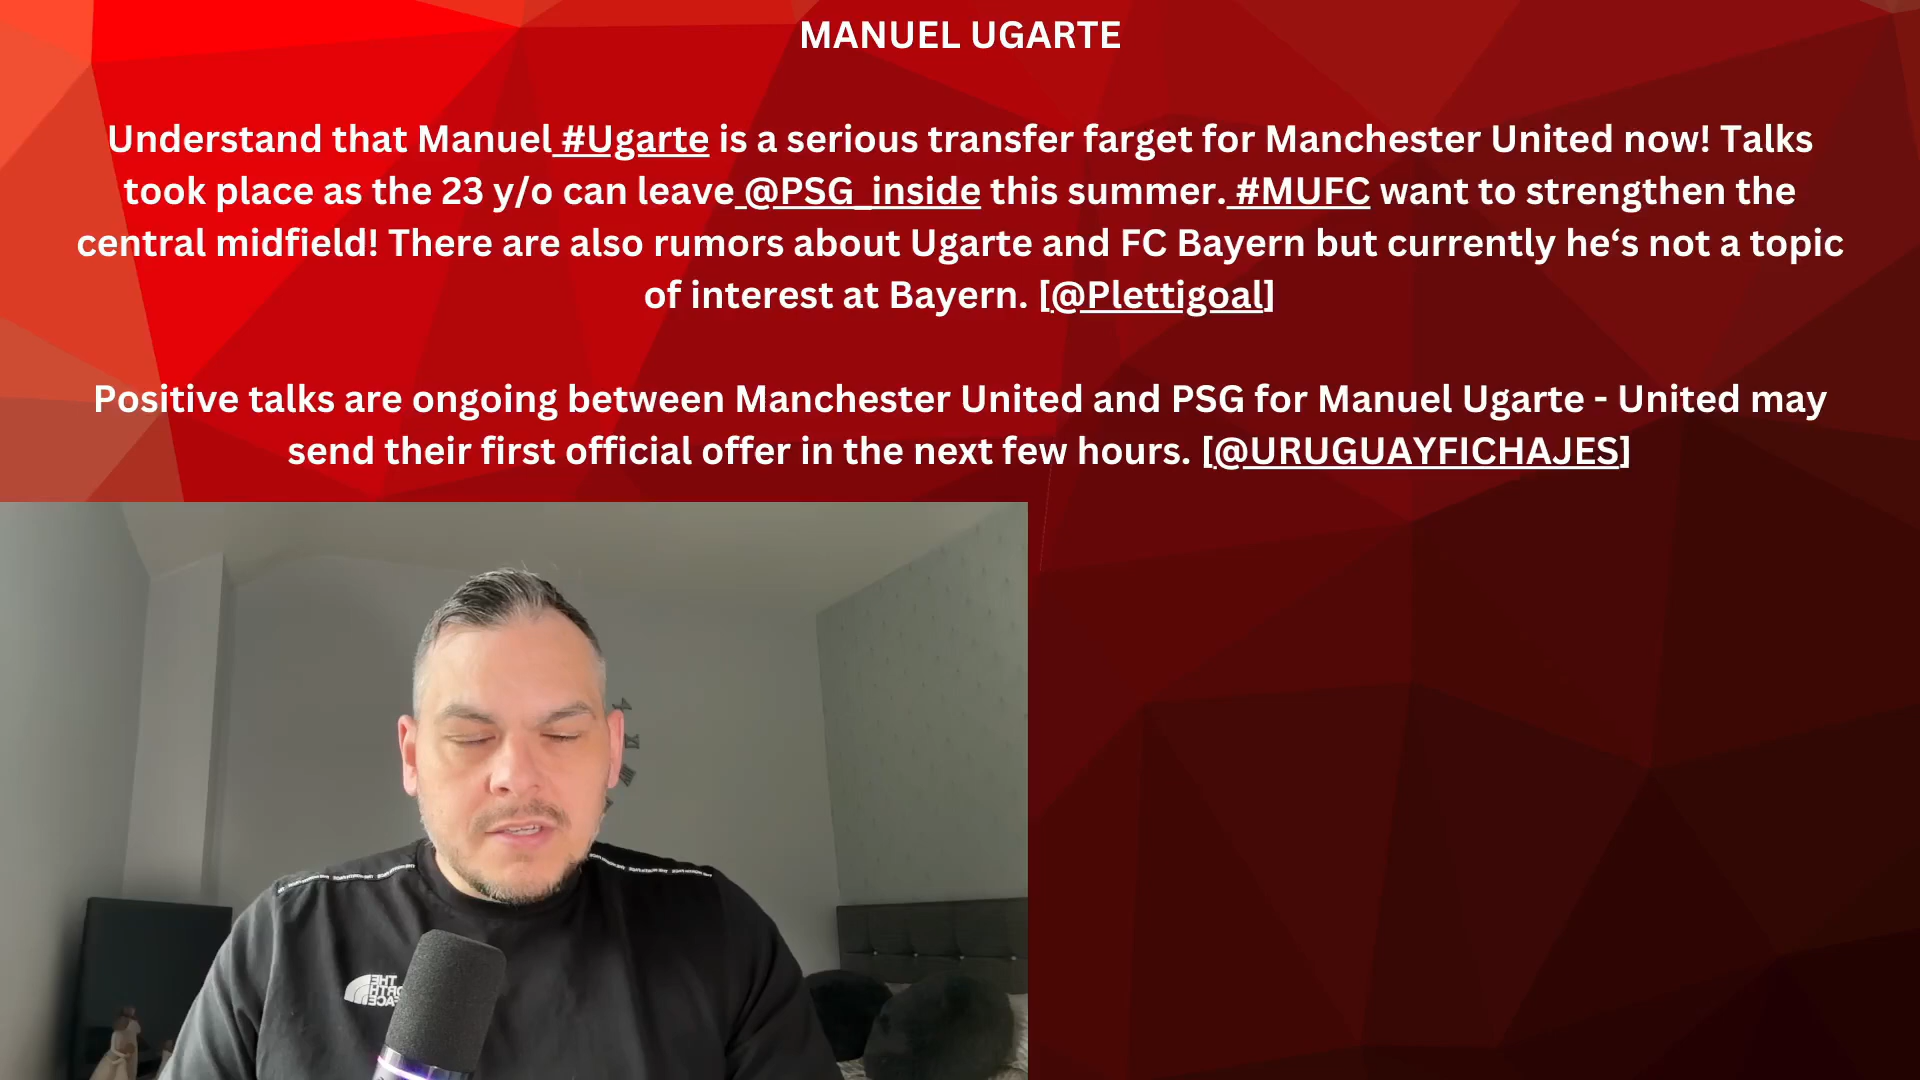 MANUEL UGARTE
Understand that Manuel #Ugarte is a serious transfer farget for Manchester United now! Talks
took place as the 23 y/o can leave @PSG_inside this summer. #MUFC want to strengthen the
central midfield! There are also rumors about Ugarte and FC Bayern but currently he‘s not a topic
of interest at Bayern. [@Plettigoal]
Positive talks are ongoing between Manchester United and PSG for Manuel Ugarte - United may
send their first official offer in the next few hours. [@URUGUAYFICHAJES]
THE